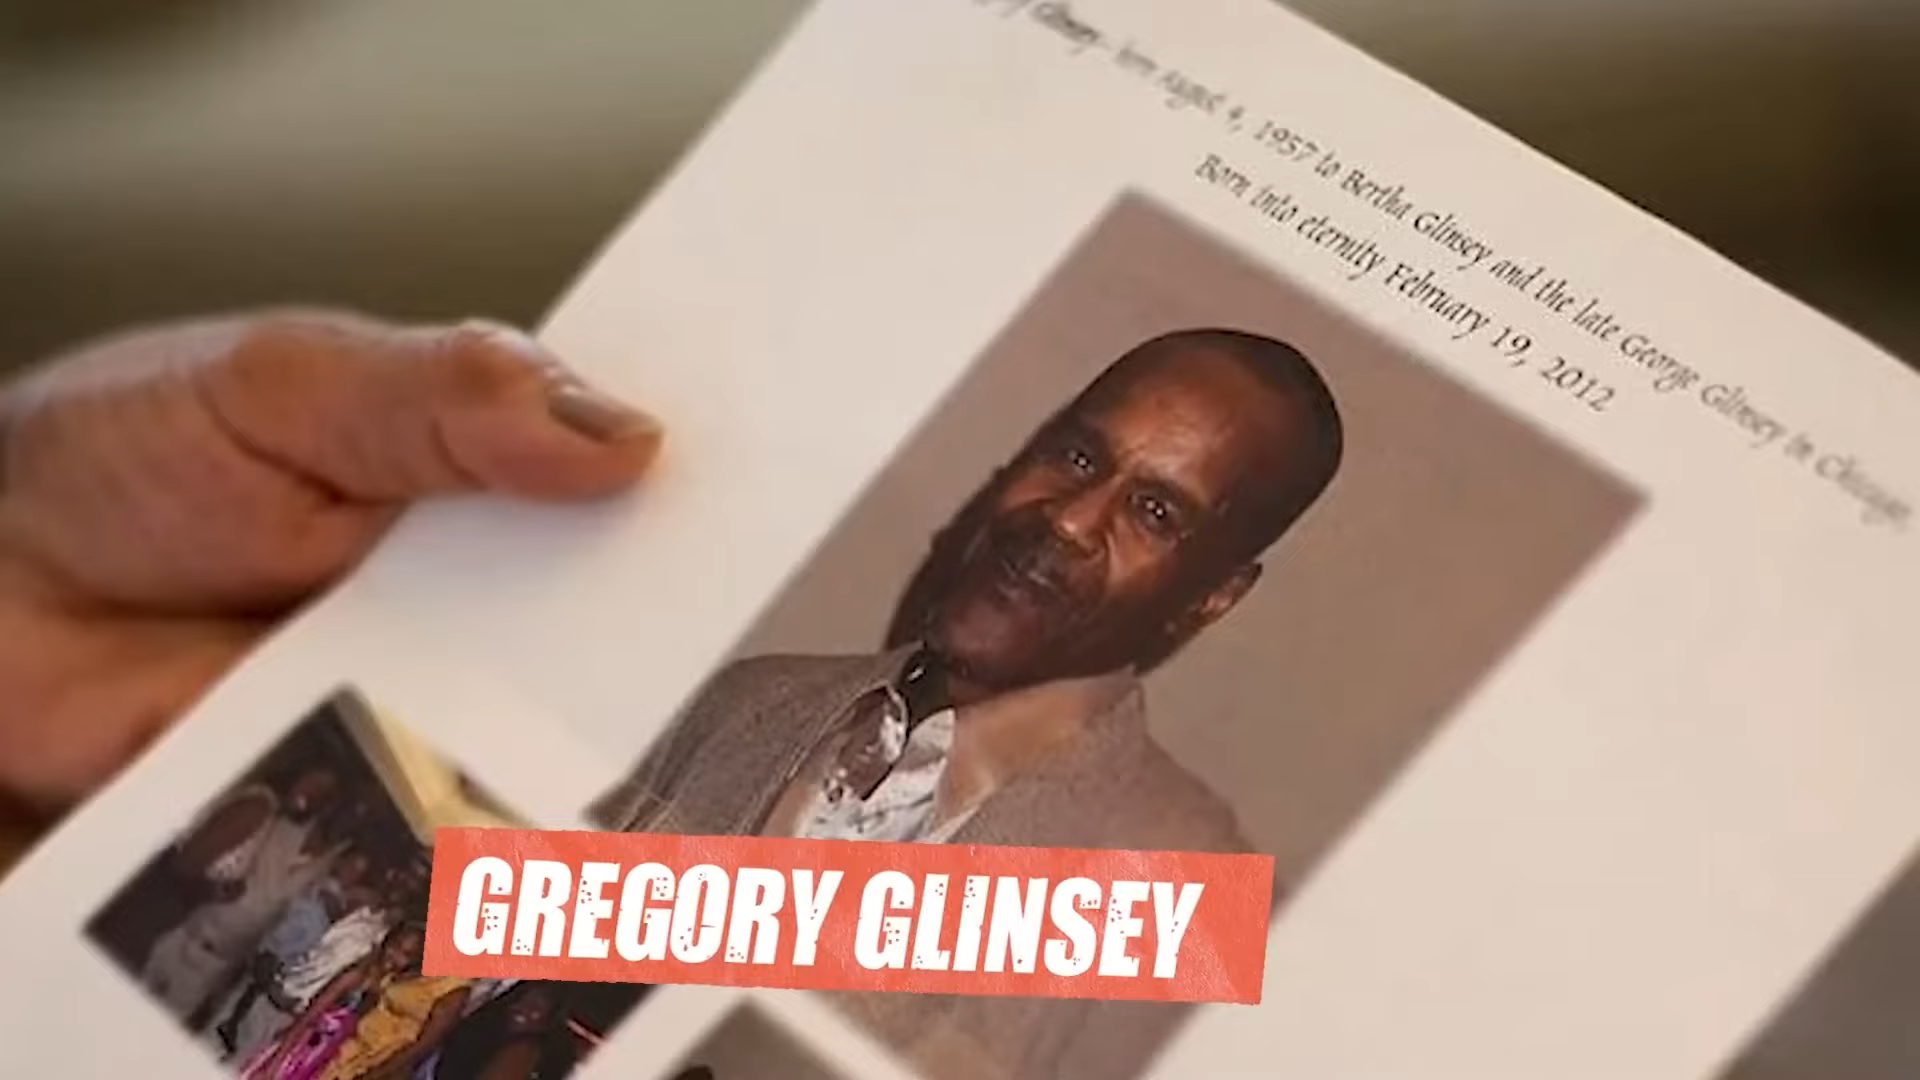 Glinsey - born August 4, 1957 to Bertha Glinsey and the late George Glinsey in Chicago,
Born into eternity February 19, 2012
GREGORY GLINSEY